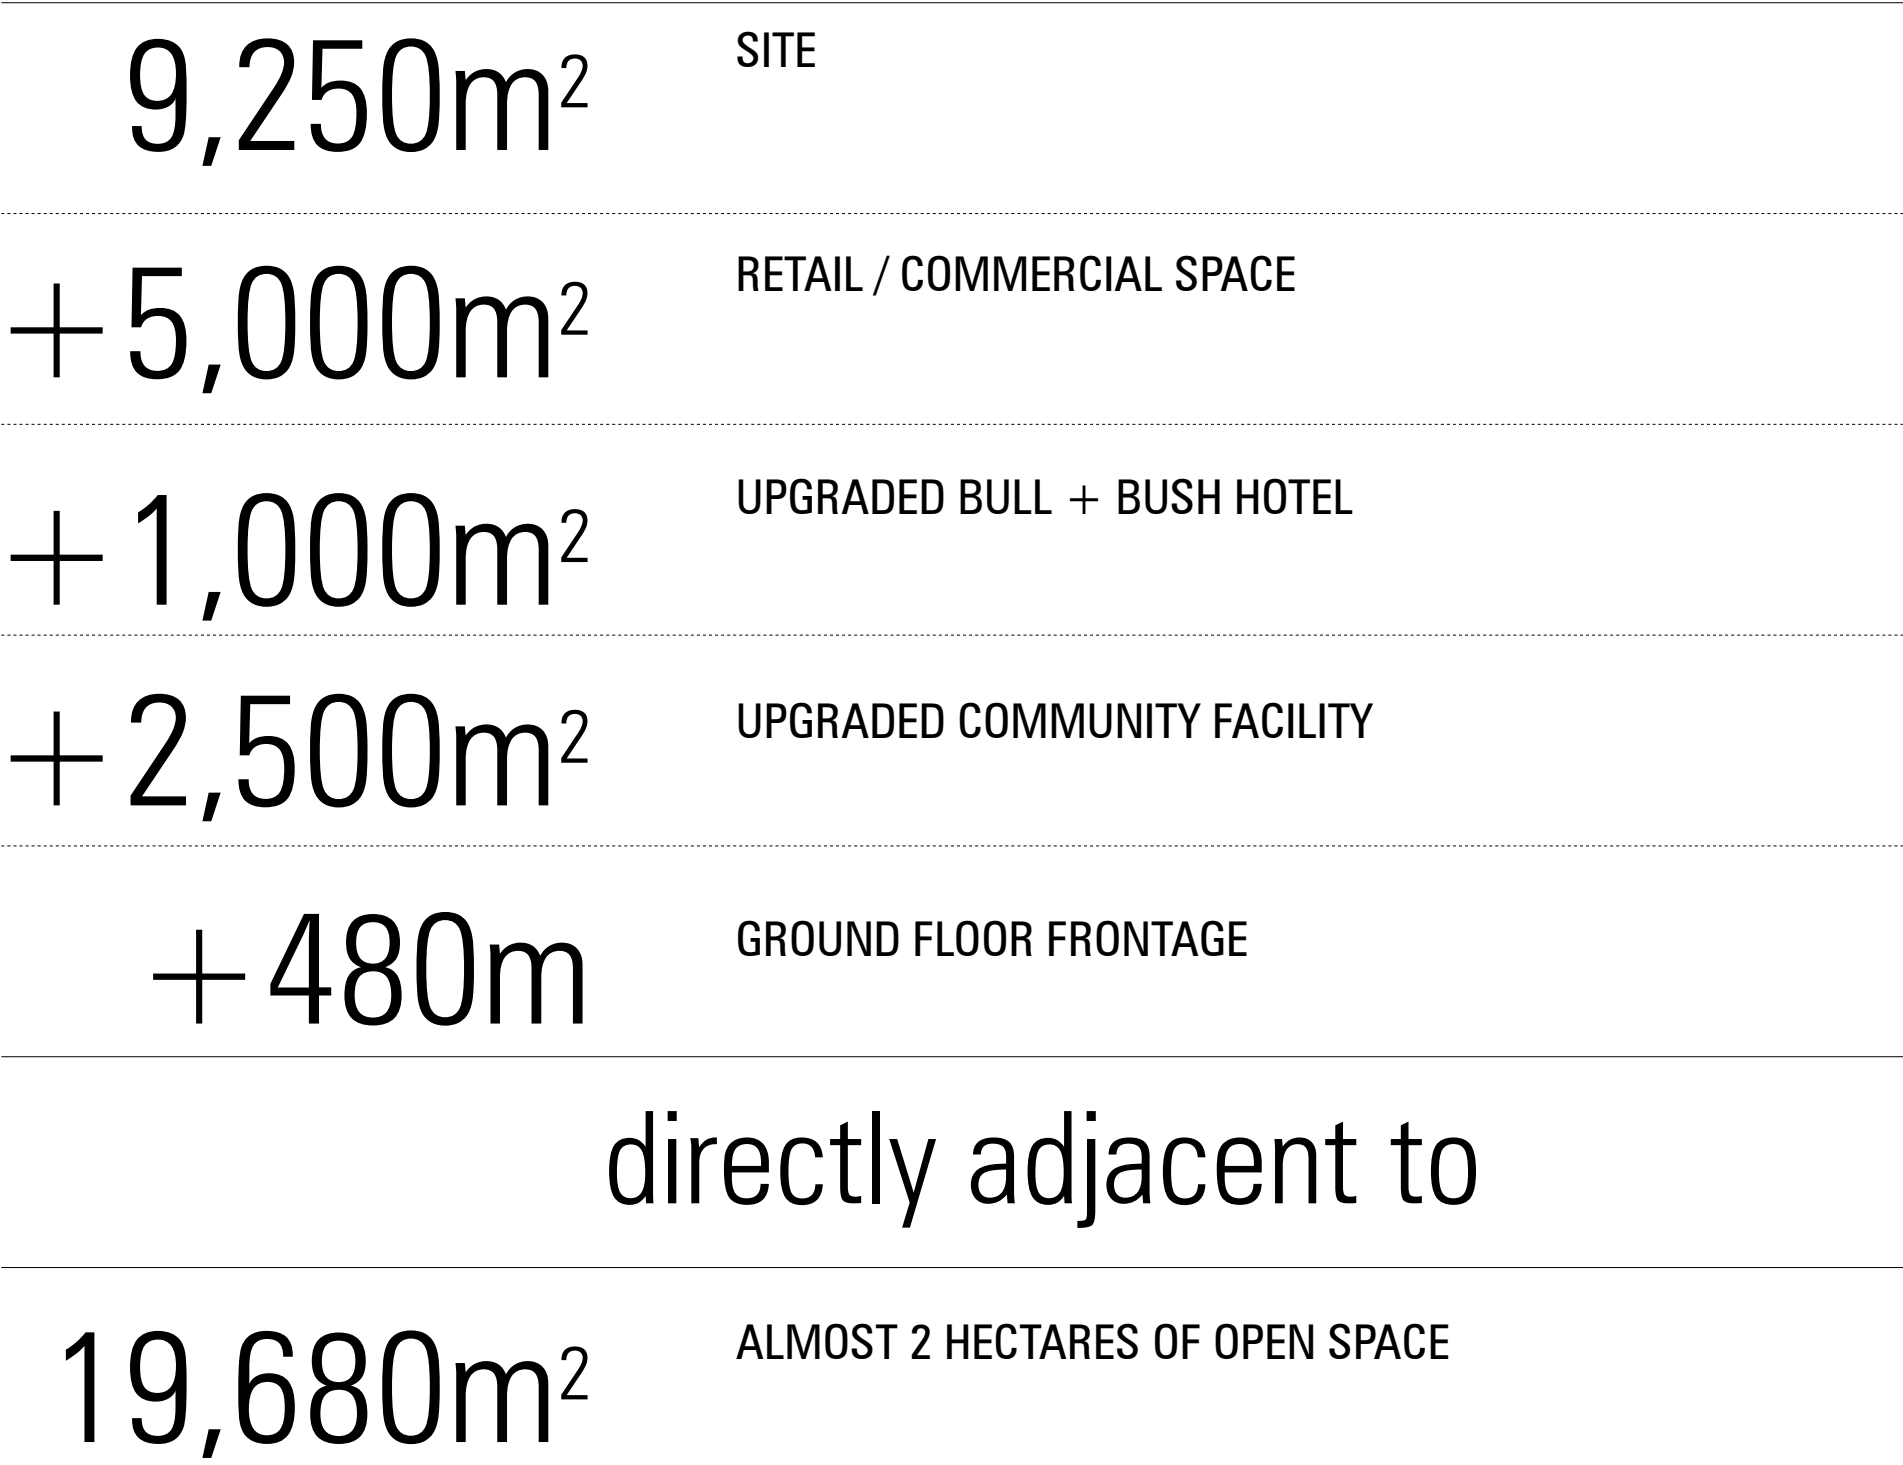 9,250m² SITE
+5,000m² RETAIL / COMMERCIAL SPACE
+1,000m² UPGRADED BULL + BUSH HOTEL
+2,500m² UPGRADED COMMUNITY FACILITY
+480m GROUND FLOOR FRONTAGE
directly adjacent to
19,680m² ALMOST 2 HECTARES OF OPEN SPACE